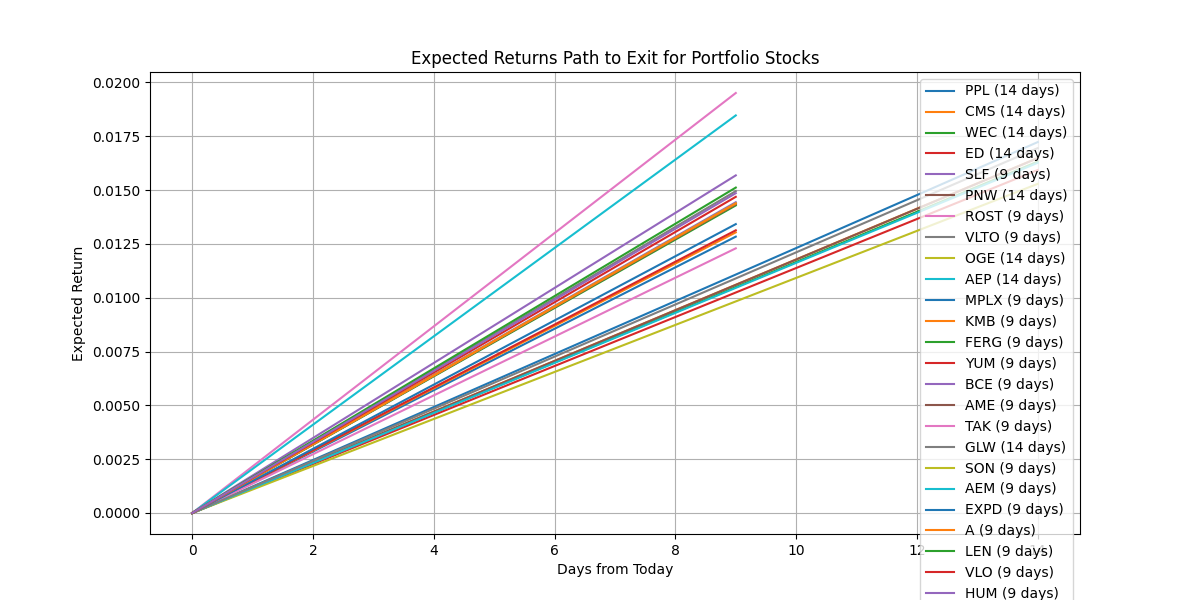 Expected Returns Path to Exit for Portfolio Stocks
Expected Return
0.0200
0.0175
0.0150
0.0125
0.0100
0.0075
0.0050
0.0025
0.0000
0
2
4
6
8
10
12
Days from Today
PPL (14 days)
CMS (14 days)
WEC (14 days)
ED (14 days)
SLF (9 days)
PNW (14 days)
ROST (9 days)
VLTO (9 days)
OGE (14 days)
AEP (14 days)
MPLX (9 days)
KMB (9 days)
FERG (9 days)
YUM (9 days)
BCE (9 days)
AME (9 days)
TAK (9 days)
GLW (14 days)
SON (9 days)
AEM (9 days)
EXPD (9 days)
A (9 days)
LEN (9 days)
VLO (9 days)
HUM (9 days)